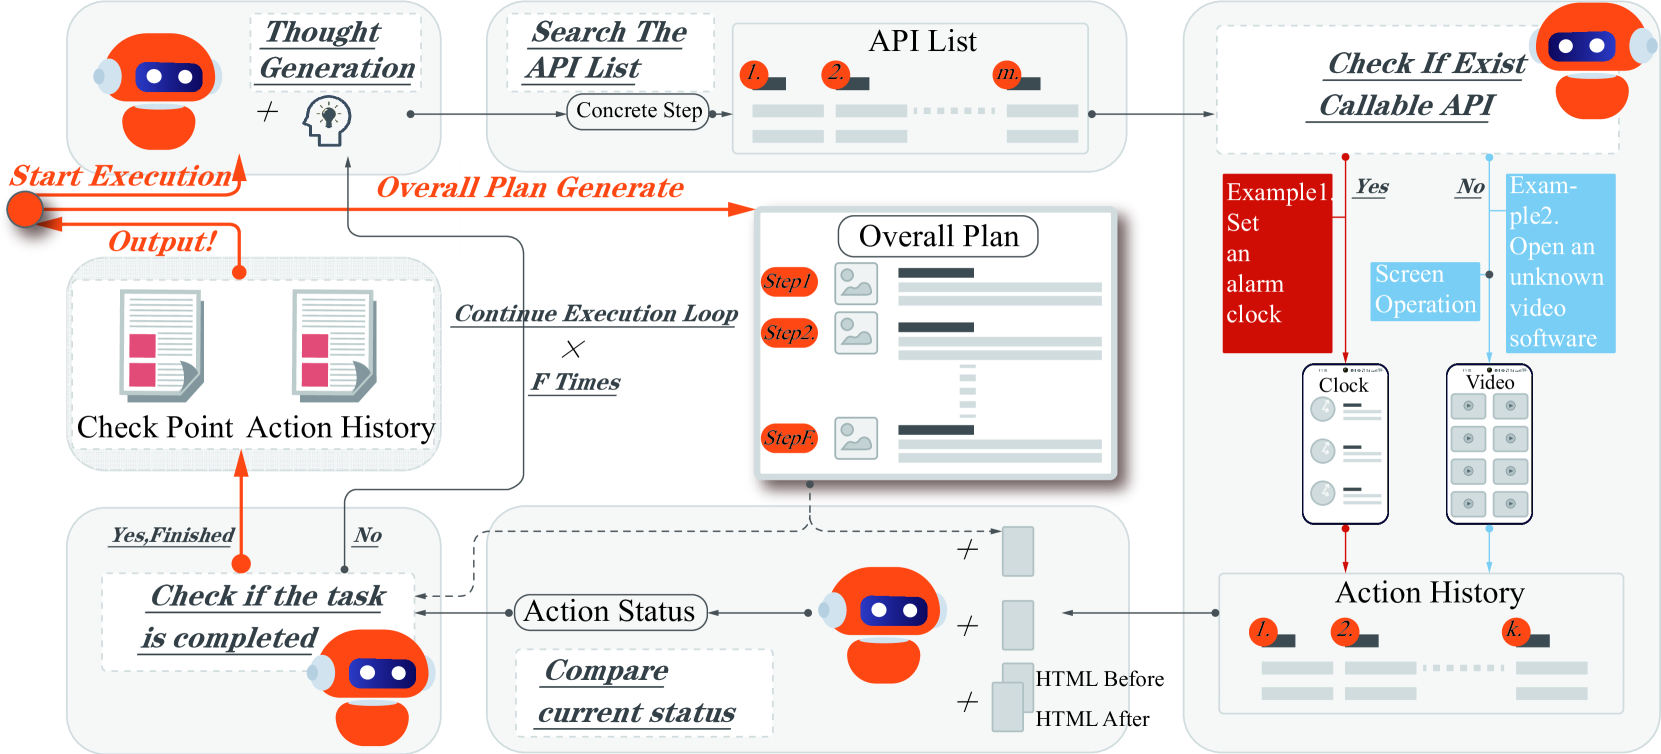 Thought
Generation
+
Search The
API List
Concrete Step
API List
1.
2.
m.
Check If Exist
Callable API
Start Execution
Overall Plan Generate
Output!
Yes
No
Example1.
Set
an
alarm
clock
Exam-
ple2.
Open an
unknown
video
software
Screen
Operation
Overall Plan
Step1
Step2.
StepF.
Continue Execution Loop
×
F Times
Check Point
Action History
Clock
Video
Yes,Finished
No
Check if the task
is completed
Action Status
Compare
current status
+
+
+
HTML Before
HTML After
Action History
1.
2.
k.